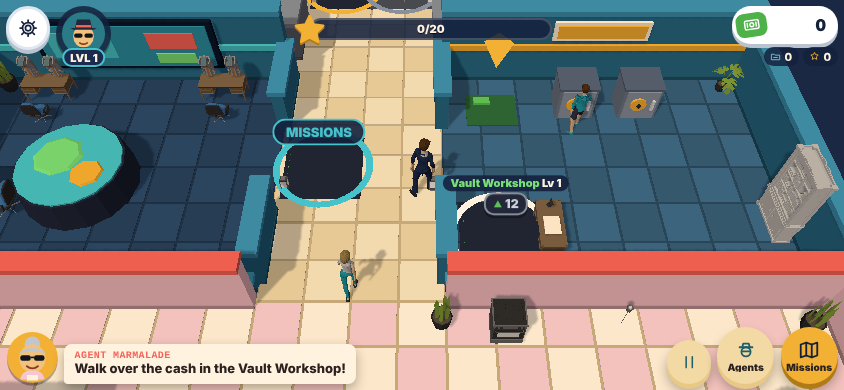 0/20
0
LVL 1
0
0
MISSIONS
Vault Workshop Lv 1
12
AGENT MARMALADE
Walk over the cash in the Vault Workshop!
Agents
Missions